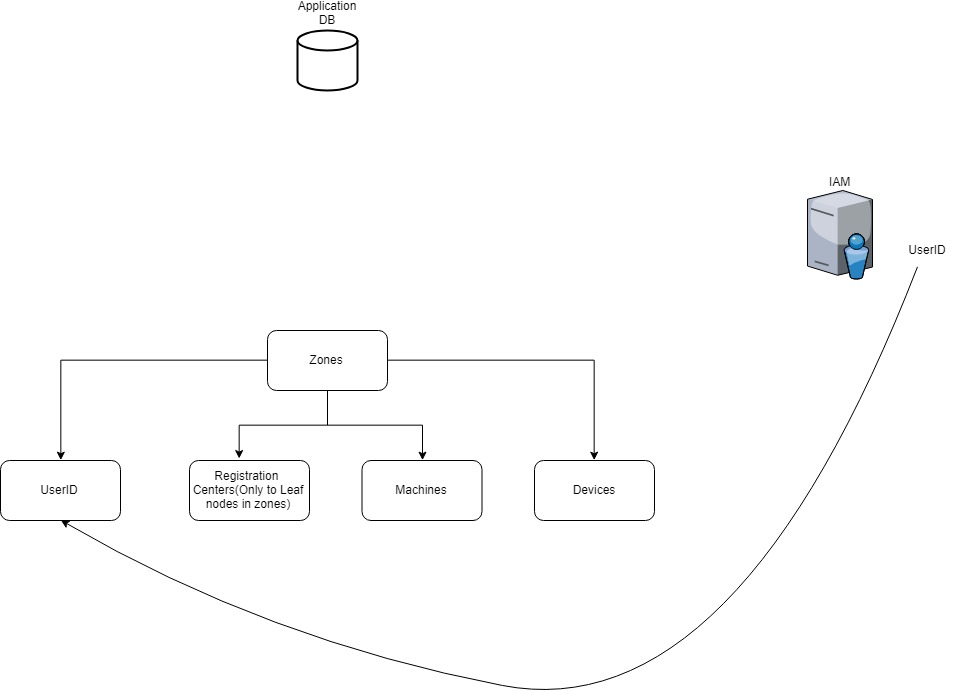 Application
DB
IAM
UserID
Zones
UserID
Registration
Centers(Only to Leaf
nodes in zones)
Machines
Devices